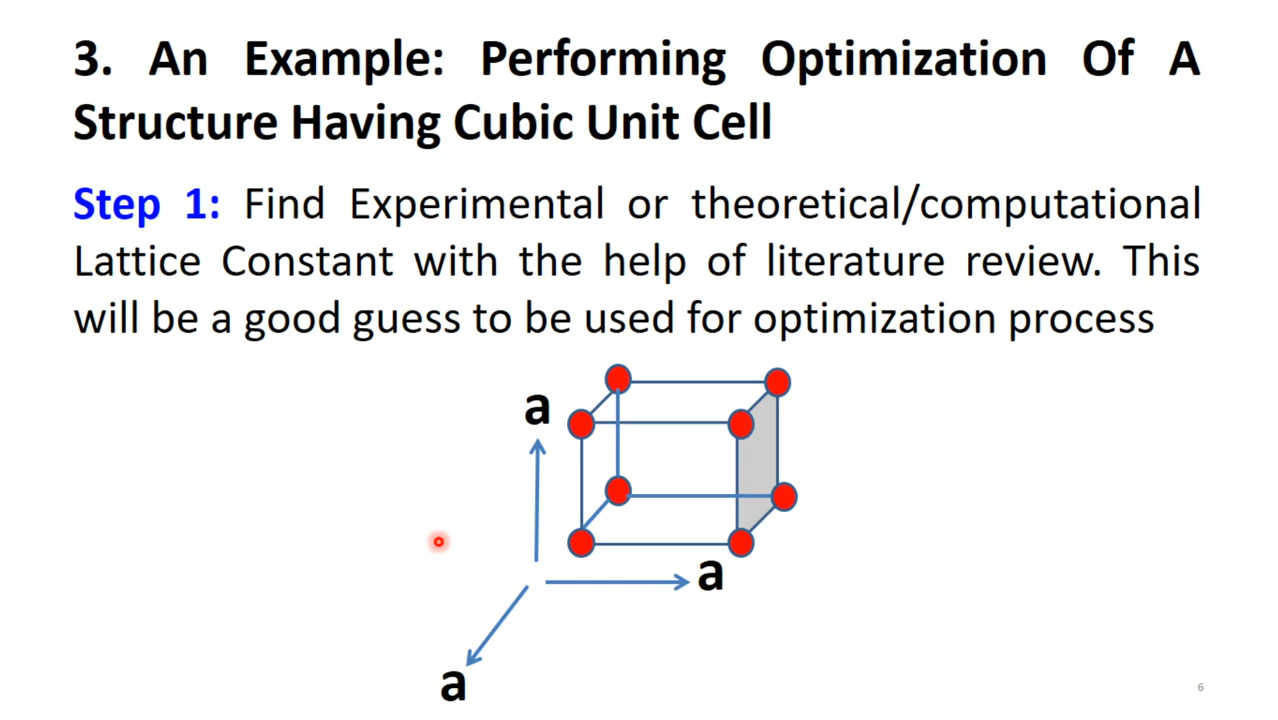 3. An Example: Performing Optimization Of A
Structure Having Cubic Unit Cell
Step 1: Find Experimental or theoretical/computational
Lattice Constant with the help of literature review. This
will be a good guess to be used for optimization process
a
a
a
6